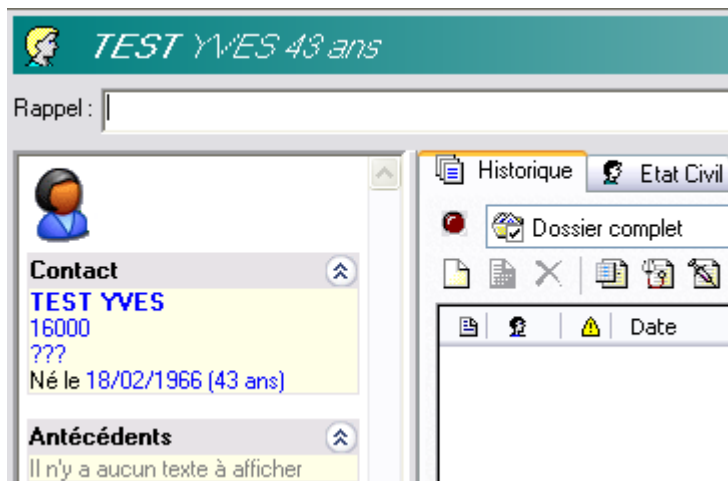 TEST YVES 43 ans
Rappel :
Historique
Etat Civil
Dossier complet
Date
Contact
TEST YVES
16000
???
Né le 18/02/1966 (43 ans)
Antécédents
Il n'y a aucun texte à afficher